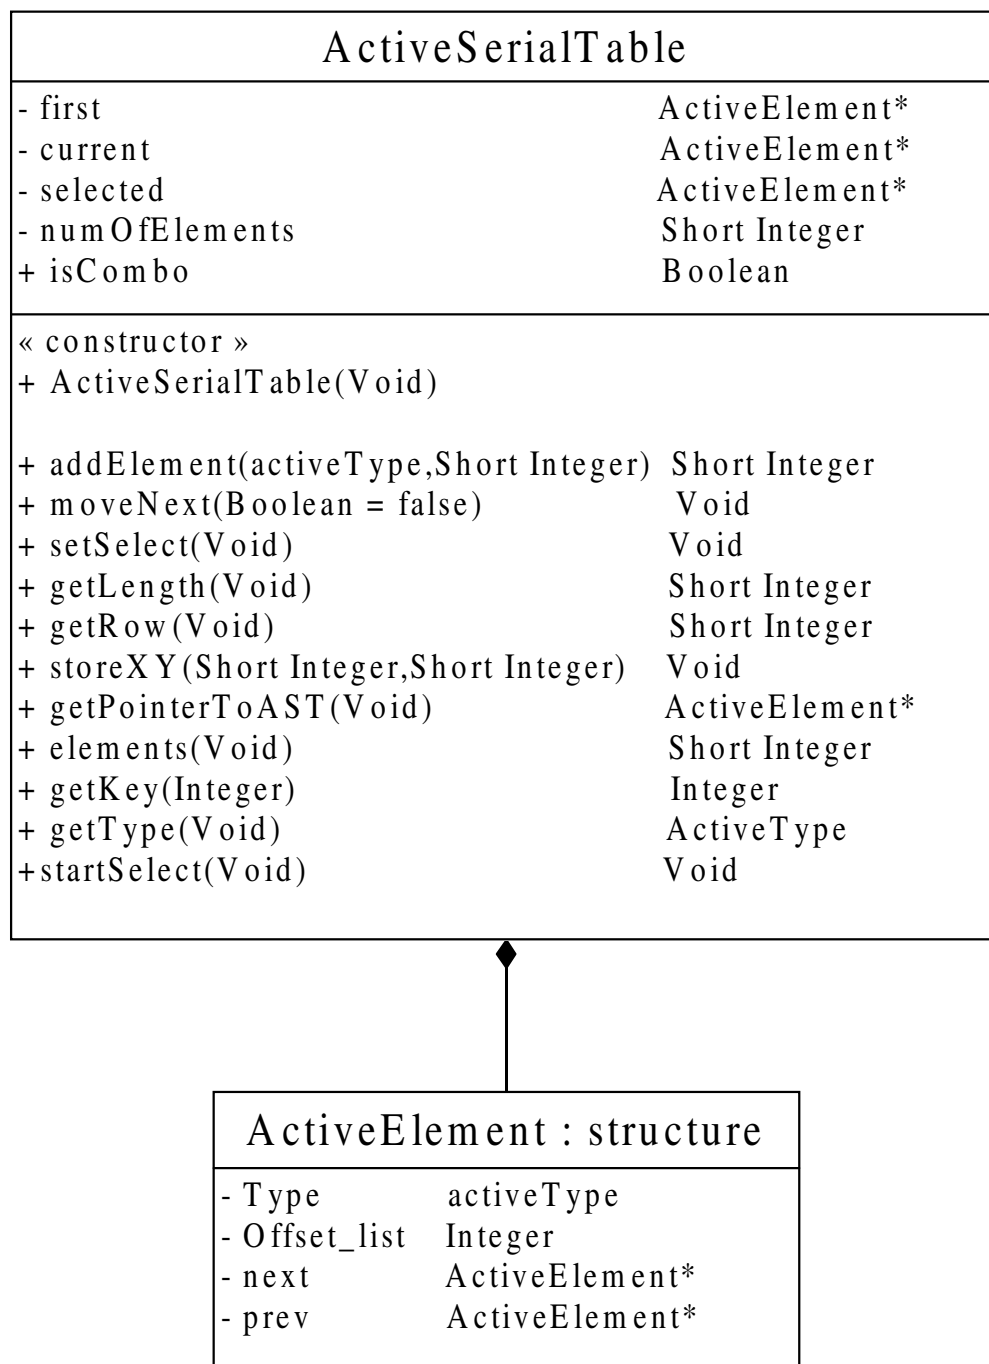 ActiveSerialTable
- first ActiveElement*
- current ActiveElement*
- selected ActiveElement*
- numOfElements Short Integer
+ isCombo Boolean
« constructor »
+ ActiveSerialTable(Void)
+ addElement(activeType,Short Integer) Short Integer
+ moveNext(Boolean = false) Void
+ setSelect(Void) Void
+ getLength(Void) Short Integer
+ getRow(Void) Short Integer
+ storeXY(Short Integer,Short Integer) Void
+ getPointerToAST(Void) ActiveElement*
+ elements(Void) Short Integer
+ getKey(Integer) Integer
+ getType(Void) ActiveType
+startSelect(Void) Void
ActiveElement : structure
- Type activeType
- Offset_list Integer
- next ActiveElement*
- prev ActiveElement*